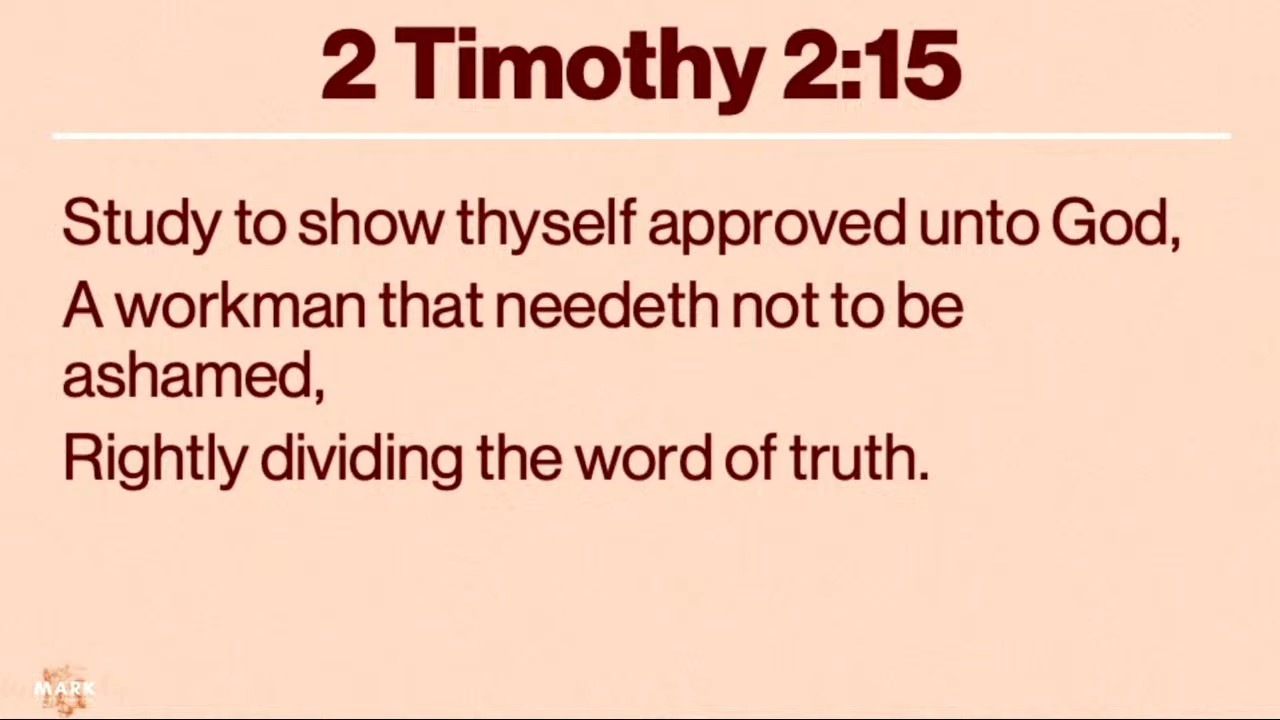 2 Timothy 2:15
Study to show thyself approved unto God,
A workman that needeth not to be
ashamed,
Rightly dividing the word of truth.
MARK